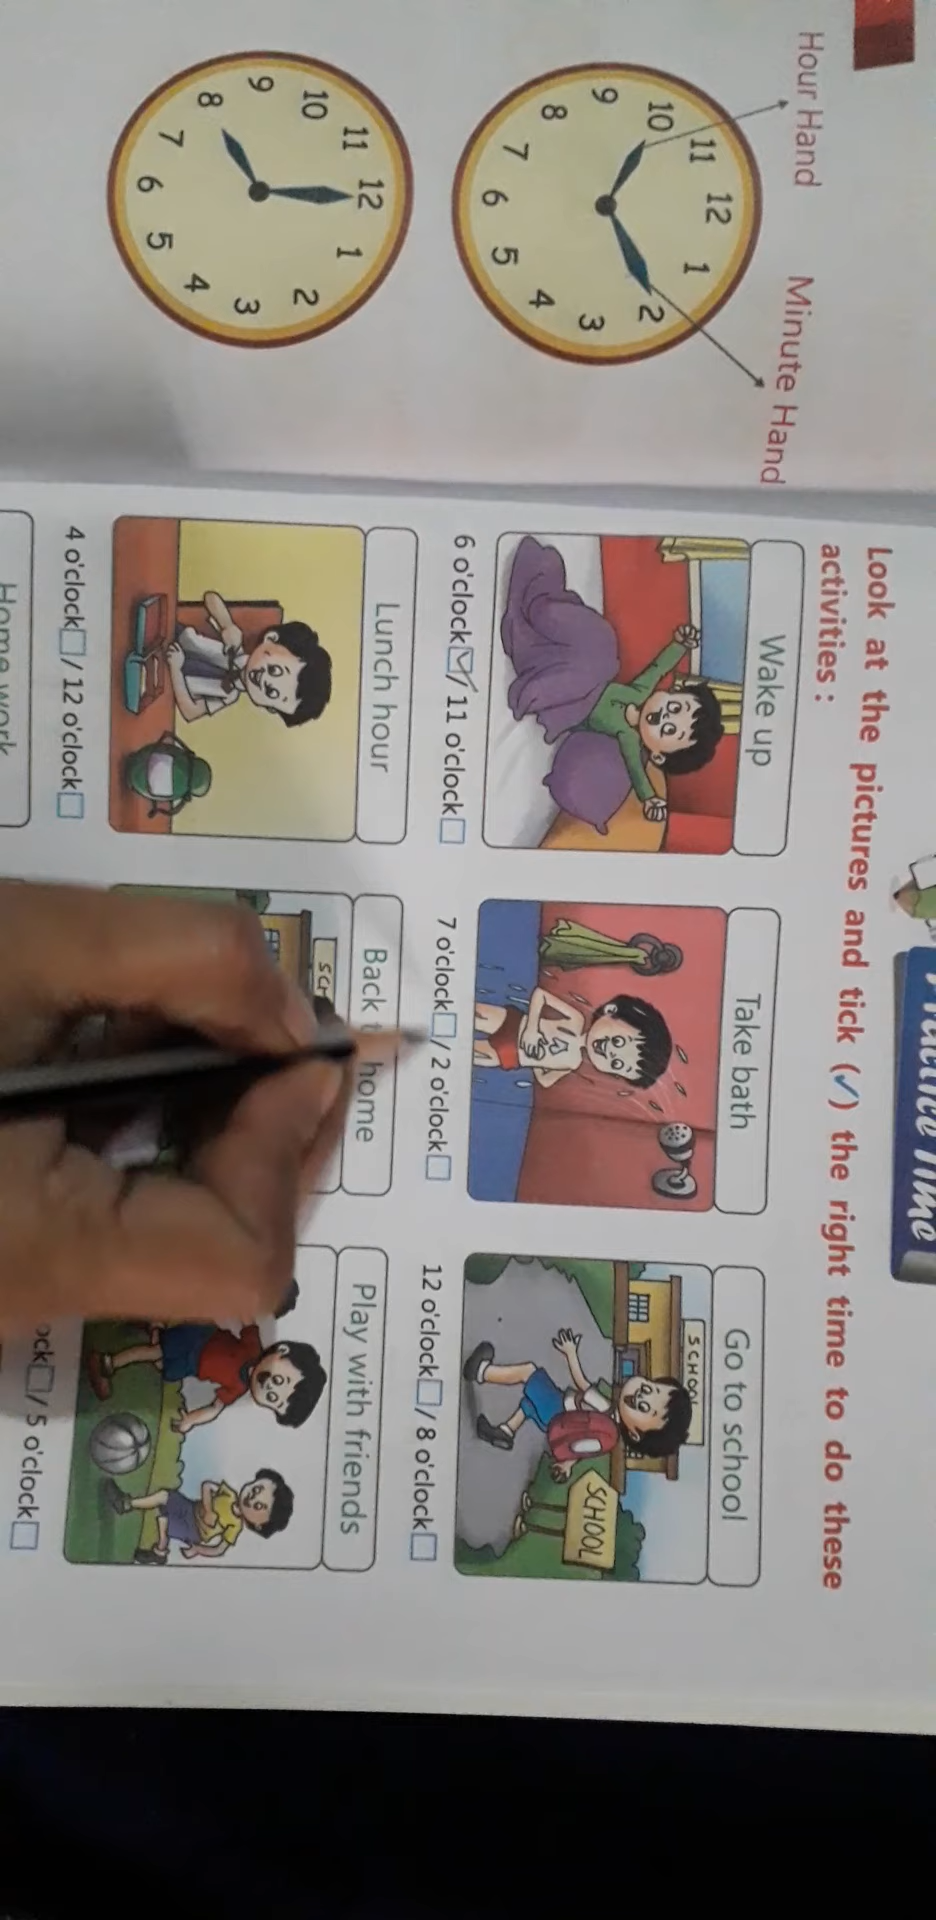 Hour Hand
Minute Hand
10 11 12 1 2 3 4 5 6 7 8 9
10 11 12 1 2 3 4 5 6 7 8 9
Look at the pictures and tick (✓) the right time to do these
activities :
Wake up
Take bath
Go to school
SCHOOL
SCHOOL
6 o'clock☑/ 11 o'clock☐
7 o'clock☐/ 2 o'clock☐
12 o'clock☐/ 8 o'clock☐
Lunch hour
Back home
Play with friends
4 o'clock☐/ 12 o'clock☐
☐/ 5 o'clock☐